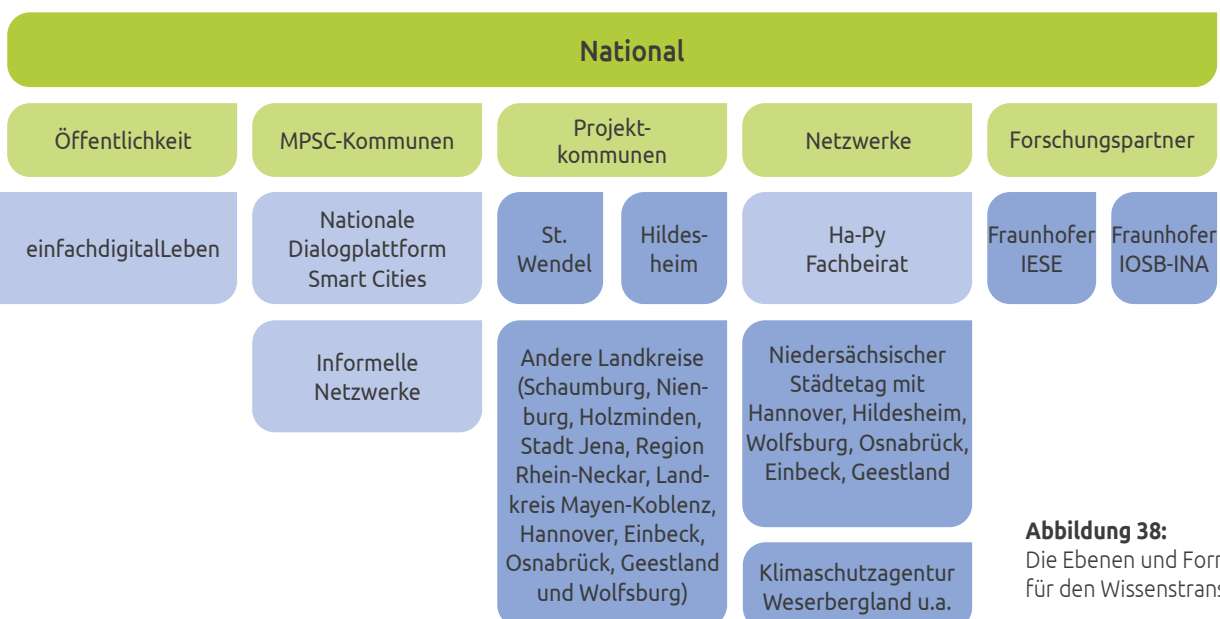 National
Öffentlichkeit
MPSC-Kommunen
Projekt-
kommunen
Netzwerke
Forschungspartner
einfachdigitalLeben
Nationale
Dialogplattform
Smart Cities
St.
Wendel
Hildes-
heim
Ha-Py
Fachbeirat
Fraunhofer
IESE
Fraunhofer
IOSB-INA
Informelle
Netzwerke
Andere Landkreise
(Schaumburg, Nien-
burg, Holzminden,
Stadt Jena, Region
Rhein-Neckar, Land-
kreis Mayen-Koblenz,
Hannover, Einbeck,
Osnabrück, Geestland
und Wolfsburg)
Niedersächsischer
Städtetag mit
Hannover, Hildesheim,
Wolfsburg, Osnabrück,
Einbeck, Geestland
Klimaschutzagentur
Weserbergland u.a.
Abbildung 38:
Die Ebenen und
für den